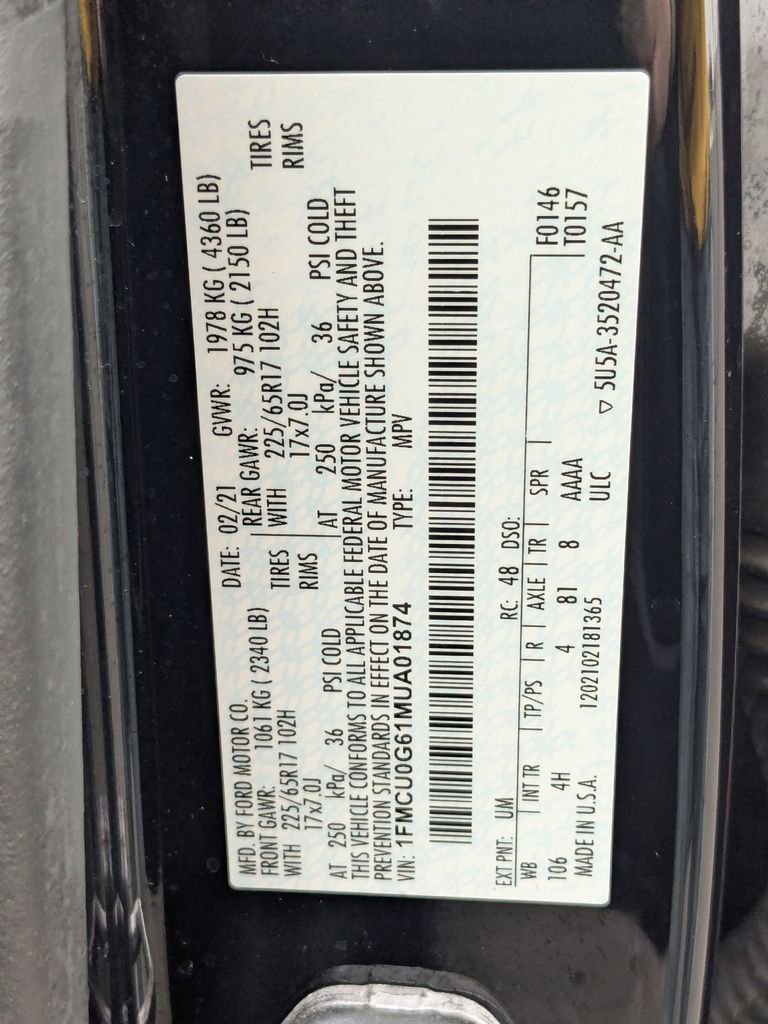 MFD. BY FORD MOTOR CO. DATE: 02/21 GVWR: 1978 KG ( 4360 LB)
FRONT GAWR: 1061 KG ( 2340 LB) REAR GAWR: 975 KG ( 2150 LB)
WITH 225/65R17 102H TIRES WITH 225/65R17 102H TIRES
17x7.0J RIMS 17x7.0J RIMS
AT 250 kPa/ 36 PSI COLD AT 250 kPa/ 36 PSI COLD
THIS VEHICLE CONFORMS TO ALL APPLICABLE FEDERAL MOTOR VEHICLE SAFETY AND THEFT
PREVENTION STANDARDS IN EFFECT ON THE DATE OF MANUFACTURE SHOWN ABOVE.
VIN: 1FMCU0G61MUA01874 TYPE: MPV
EXT PNT: UM RC: 48 DSO:
WB INT TR TP/PS R AXLE TR SPR F0146
106 4H 4 81 8 AAAA T0157
MADE IN U.S.A. 1202102181365 ULC
▽ 5U5A-3520472-AA